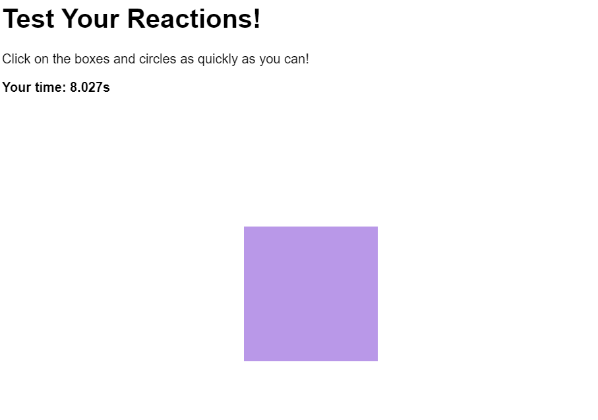 Test Your Reactions!
Click on the boxes and circles as quickly as you can!
Your time: 8.027s